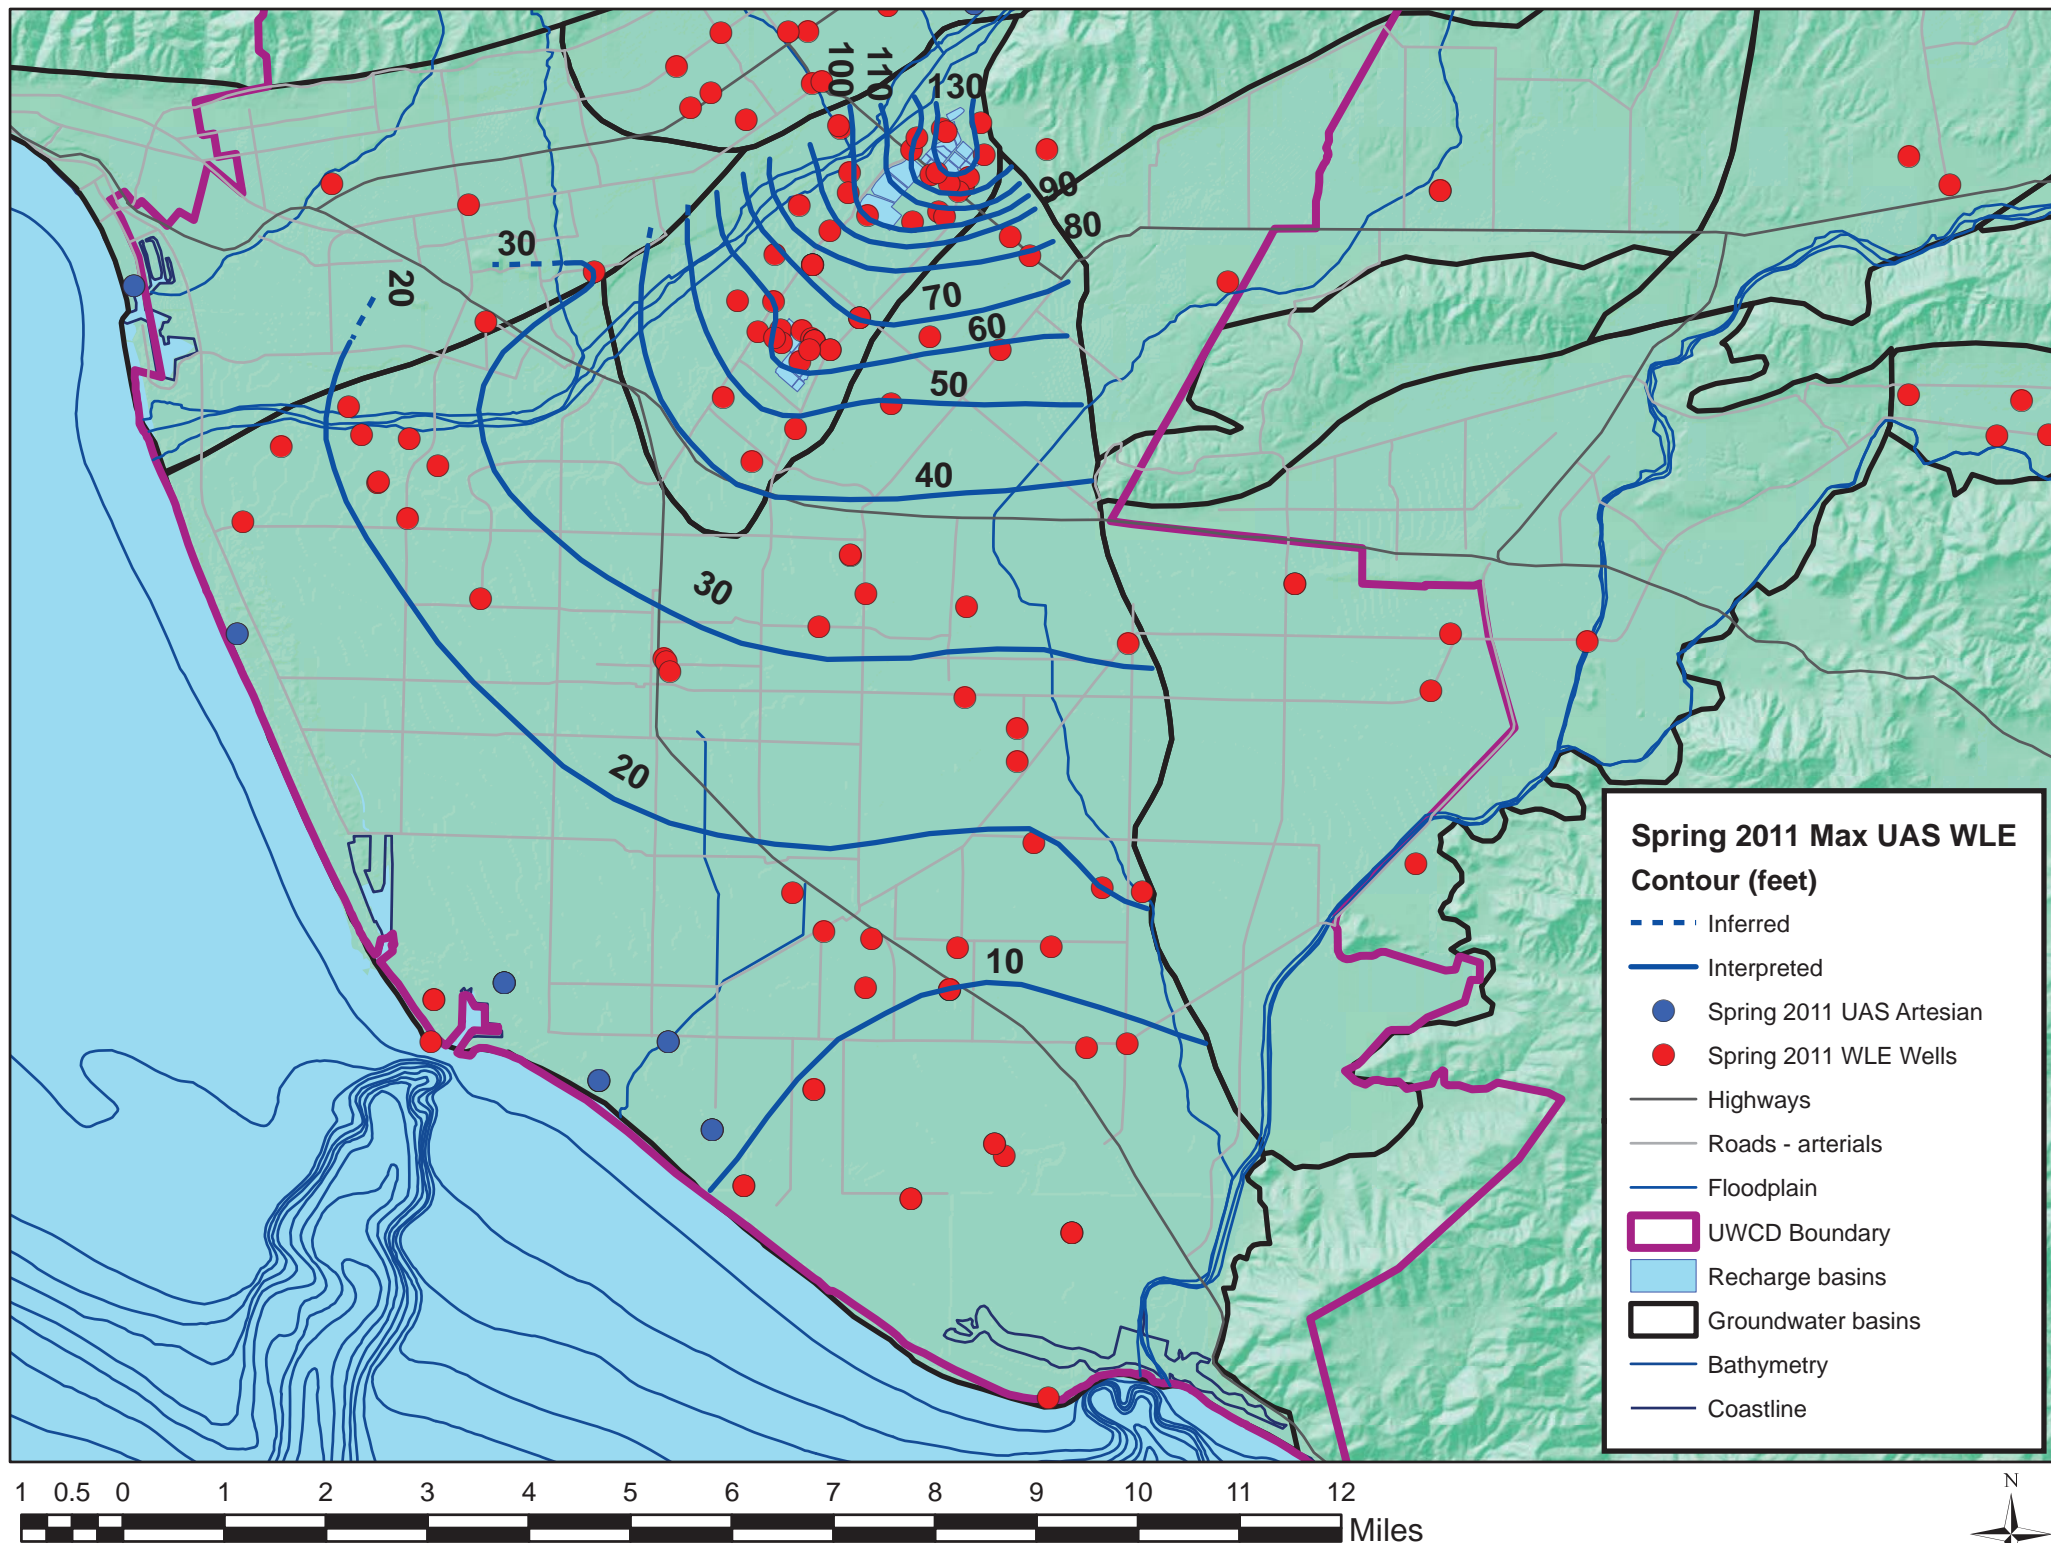 100
110
130
90
80
30
20
70
60
50
40
30
20
10
Spring 2011 Max UAS WLE
Contour (feet)
Inferred
Interpreted
Spring 2011 UAS Artesian
Spring 2011 WLE Wells
Highways
Roads - arterials
Floodplain
UWCD Boundary
Recharge basins
Groundwater basins
Bathymetry
Coastline
1 0.5 0 1 2 3 4 5 6 7 8 9 10 11 12
Miles
N